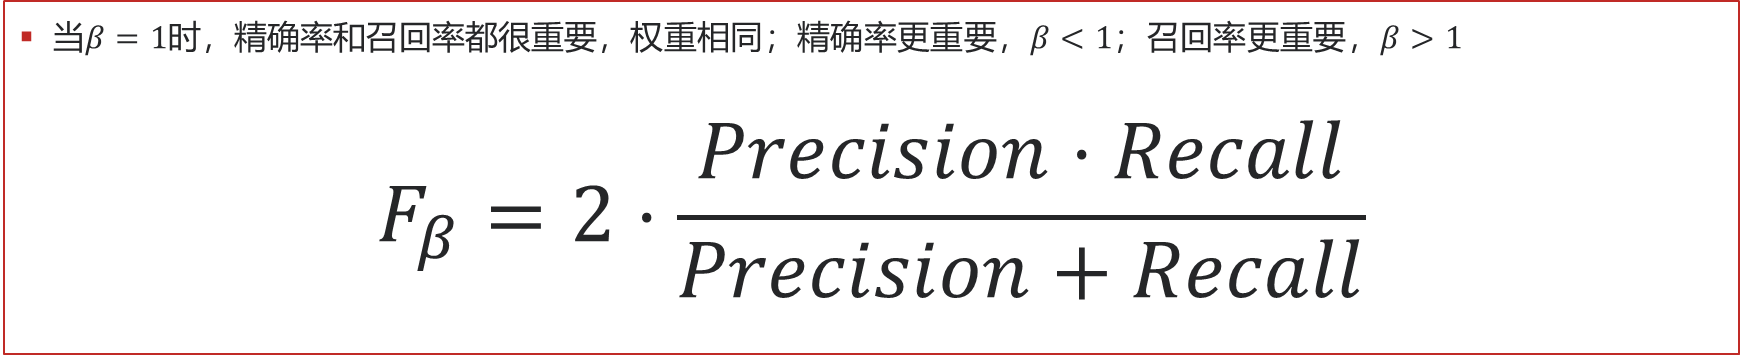 ▪ 当β = 1时，精确率和召回率都很重要，权重相同；精确率更重要，β < 1；召回率更重要，β > 1
F_β = 2 · \frac{Precision · Recall}{Precision + Recall}